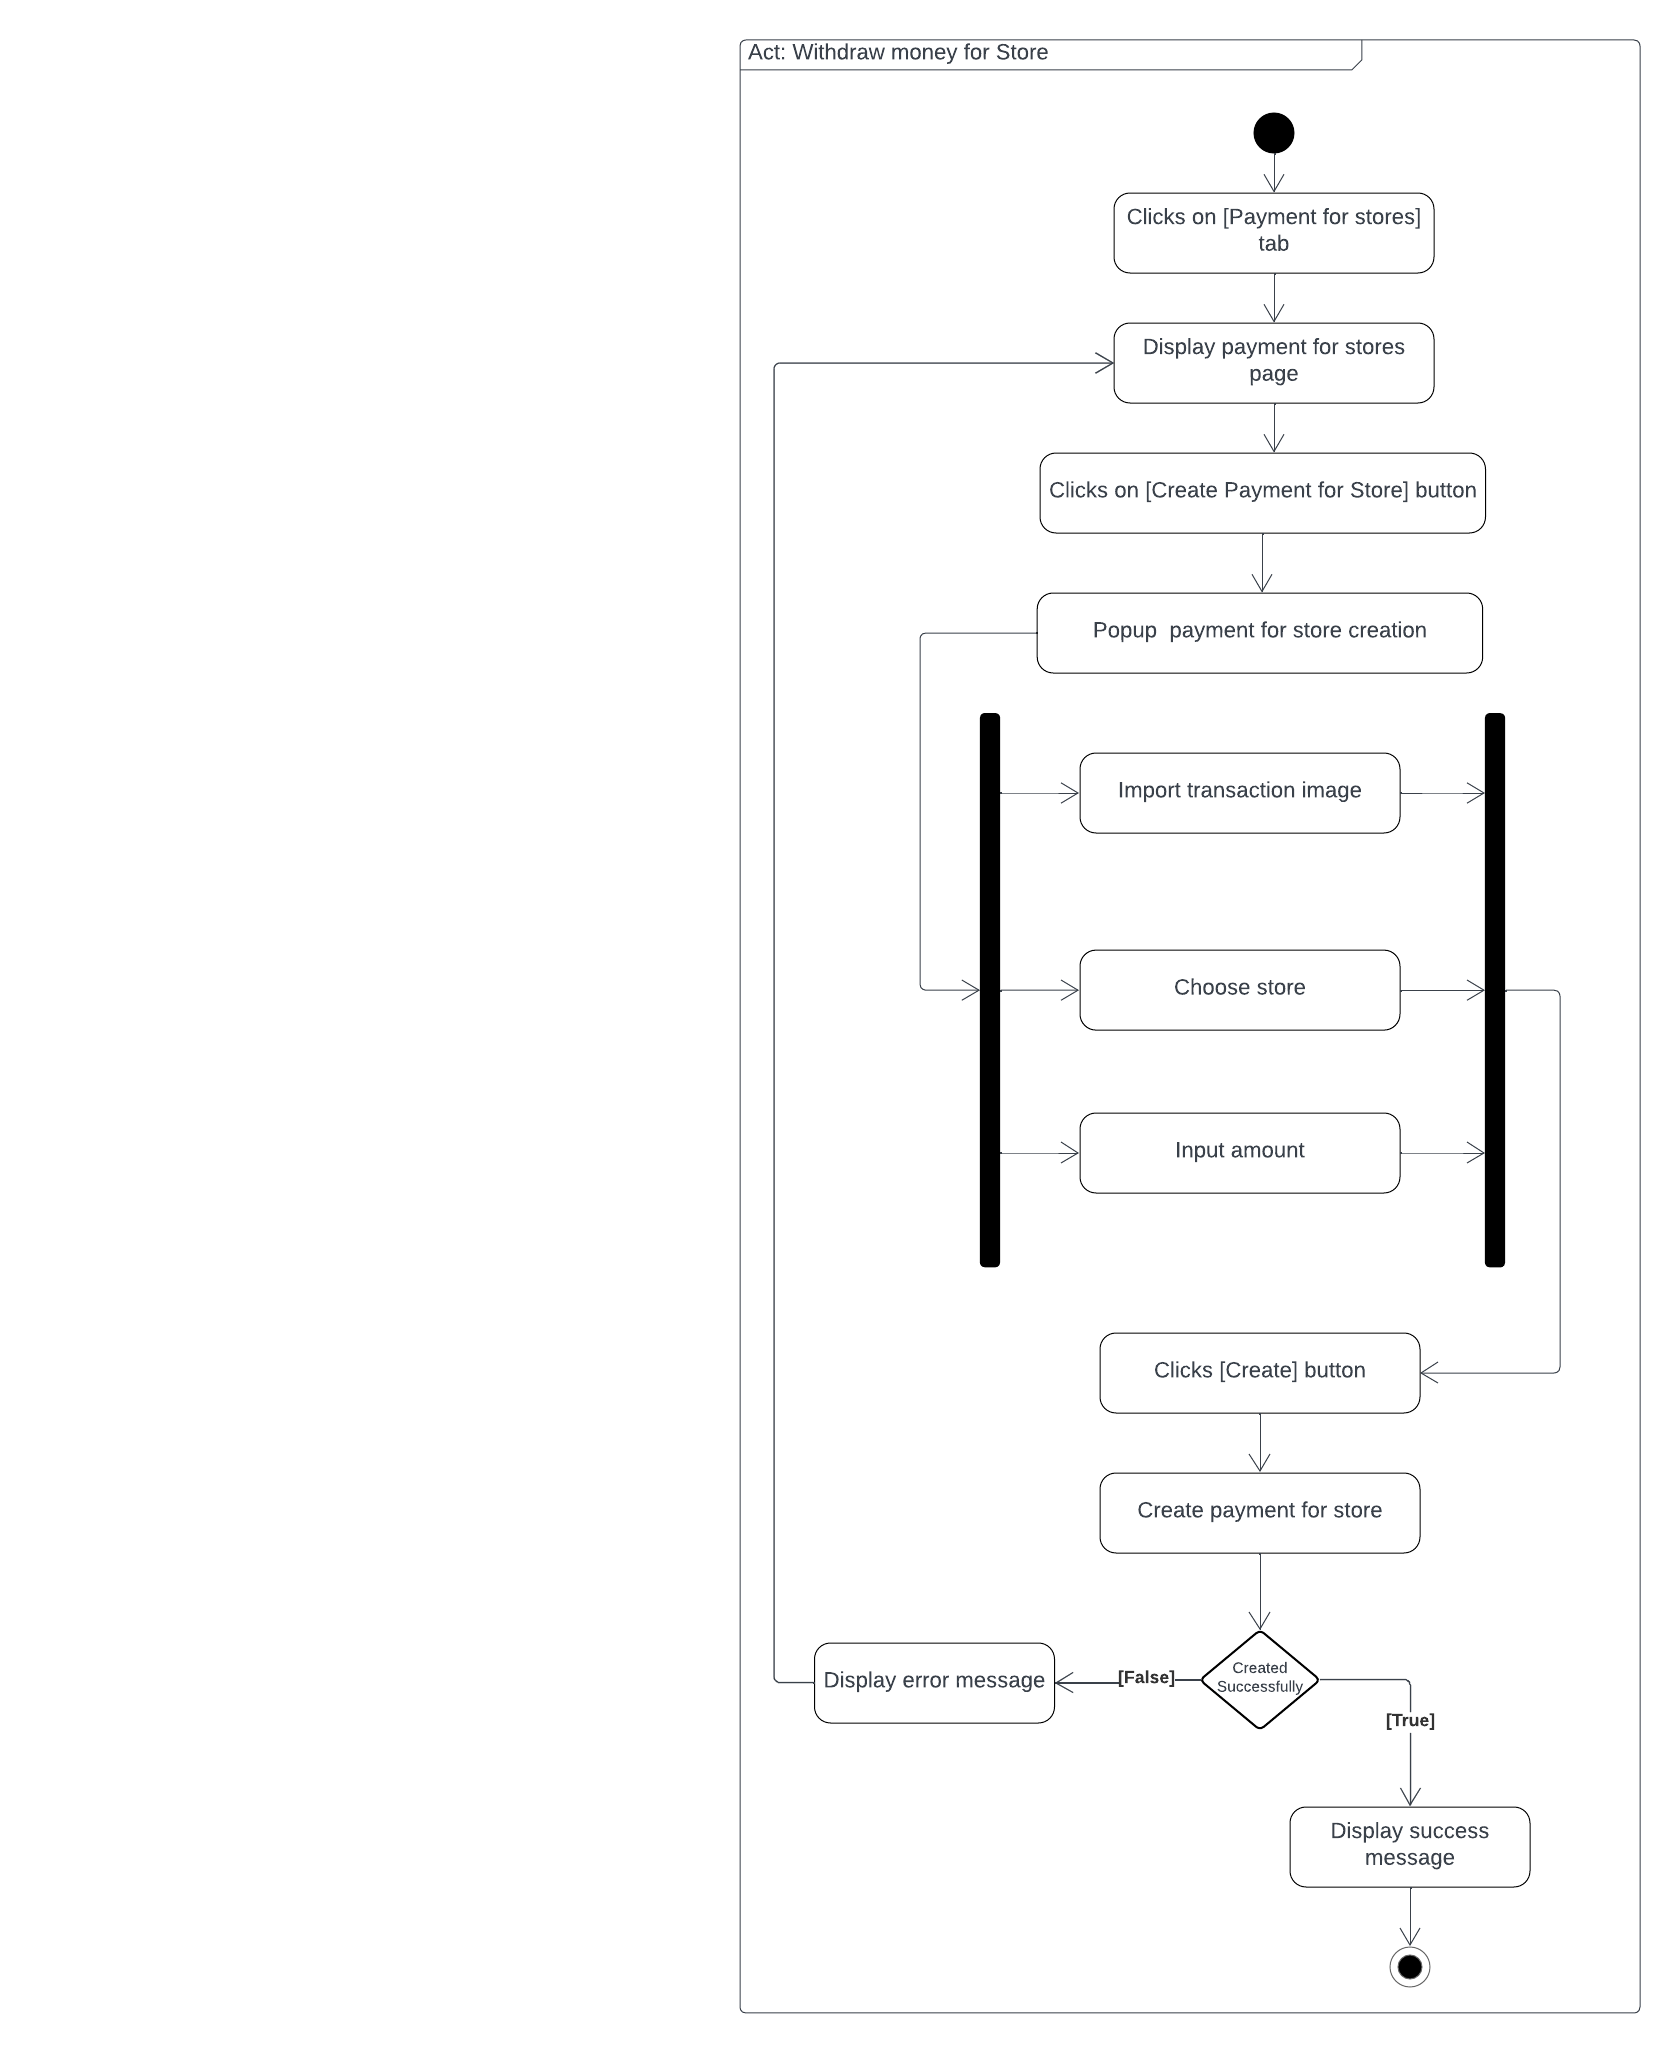 Act: Withdraw money for Store
Clicks on [Payment for stores]
tab
Display payment for stores
page
Clicks on [Create Payment for Store] button
Popup  payment for store creation
Import transaction image
Choose store
Input amount
Clicks [Create] button
Create payment for store
Created
Successfully
[False]
Display error message
[True]
Display success
message